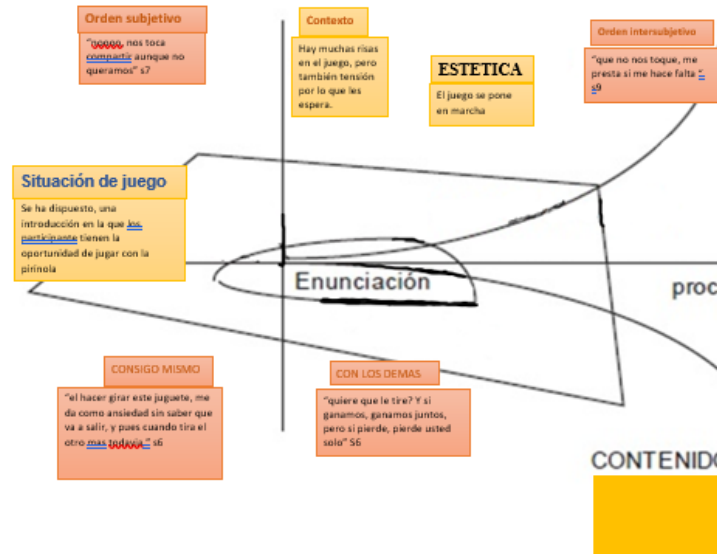 Orden subjetivo
"noooo, nos toca
compartir aunque no
queramos" s7
Contexto
Hay muchas risas
en el juego, pero
también tensión
por lo que les
espera.
ESTETICA
El juego se pone
en marcha
Orden intersubjetivo
"que no nos toque, me
presta si me hace falta "
s9
Situación de juego
Se ha dispuesto, una
introducción en la que los
participante tienen la
oportunidad de jugar con la
pirinola
Enunciación
proc
CONSIGO MISMO
"el hacer girar este juguete, me
da como ansiedad sin saber que
va a salir, y pues cuando tira el
otro mas todavia " s6
CON LOS DEMAS
"quiere que le tire? Y si
ganamos, ganamos juntos,
pero si pierde, pierde usted
solo" S6
CONTENIDO